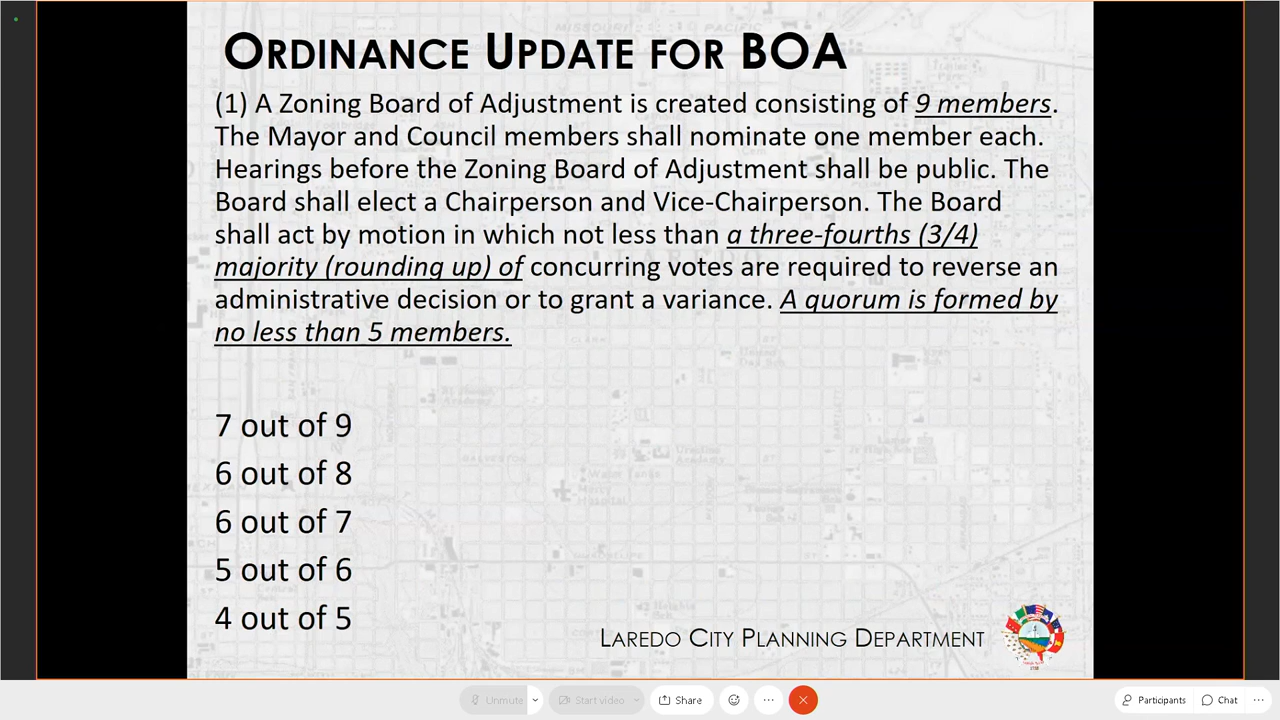 ORDINANCE UPDATE FOR BOA
(1) A Zoning Board of Adjustment is created consisting of 9 members.
The Mayor and Council members shall nominate one member each.
Hearings before the Zoning Board of Adjustment shall be public. The
Board shall elect a Chairperson and Vice-Chairperson. The Board
shall act by motion in which not less than a three-fourths (3/4)
majority (rounding up) of concurring votes are required to reverse an
administrative decision or to grant a variance. A quorum is formed by
no less than 5 members.
7 out of 9
6 out of 8
6 out of 7
5 out of 6
4 out of 5
LAREDO CITY PLANNING DEPARTMENT
Unmute
Start video
Share
Participants
Chat